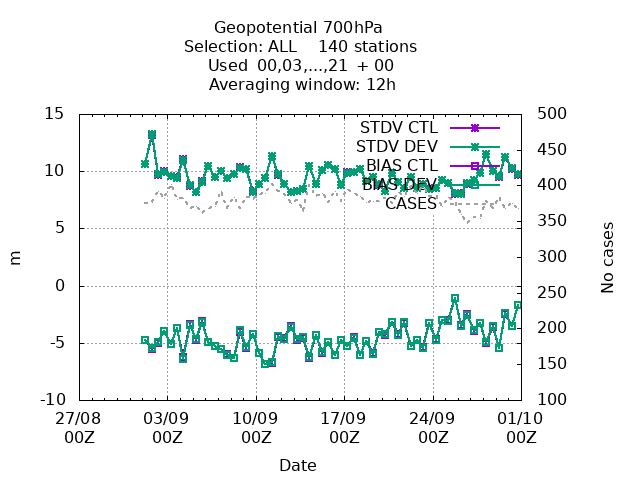 Geopotential 700hPa
Selection: ALL    140 stations
Used  00,03,...,21  + 00
Averaging window: 12h
15
10
5
0
-5
-10
m
500
450
400
350
300
250
200
150
100
No cases
STDV CTL
STDV DEV
BIAS CTL
BIAS DEV
CASES
27/08 03/09 10/09 17/09 24/09 01/10
00Z 00Z 00Z 00Z 00Z 00Z
Date